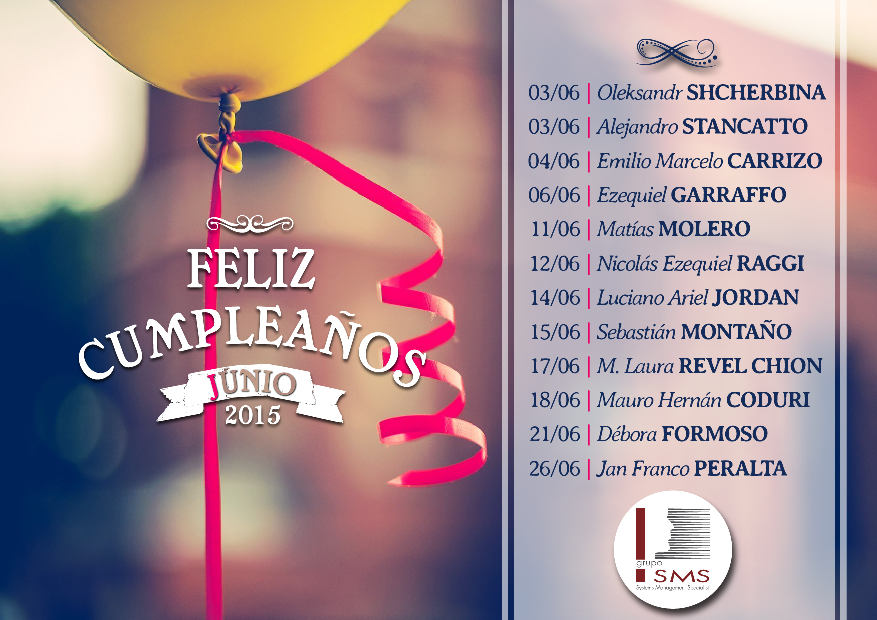 FELIZ
CUMPLEAÑOS
JUNIO
2015
03/06 | Oleksandr SHCHERBINA
03/06 | Alejandro STANCATTO
04/06 | Emilio Marcelo CARRIZO
06/06 | Ezequiel GARRAFFO
11/06 | Matías MOLERO
12/06 | Nicolás Ezequiel RAGGI
14/06 | Luciano Ariel JORDAN
15/06 | Sebastián MONTAÑO
17/06 | M. Laura REVEL CHION
18/06 | Mauro Hernán CODURI
21/06 | Débora FORMOSO
26/06 | Jan Franco PERALTA
grupo
SMS
Systems Management Specialist